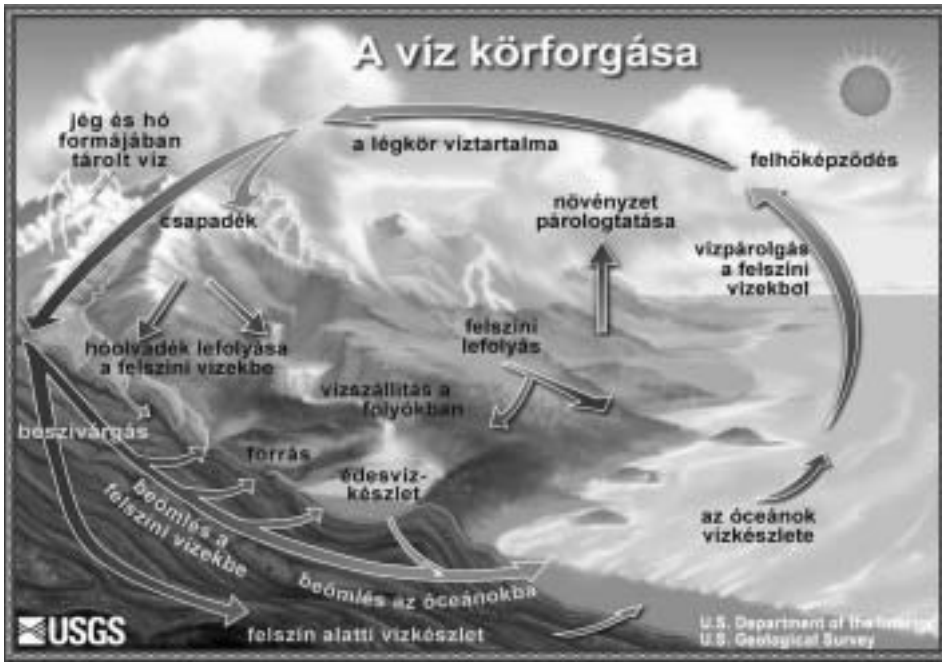 A víz körforgása
jég és hó
formájában
tárolt víz
a légkör víztartalma
felhőképződés
csapadék
növényzet
párologtatása
vízpárolgás
a felszíni
vizekből
hóolvadék lefolyása
a felszíni vizekbe
felszíni
lefolyás
vízszállítás a
folyókban
beszivárgás
forrás
édesvíz-
készlet
az óceánok
vízkészlete
beömlés a
felszíni vizekbe
beömlés az óceánokba
felszín alatti vízkészlet
USGS
U.S. Department of the Interior
U.S. Geological Survey